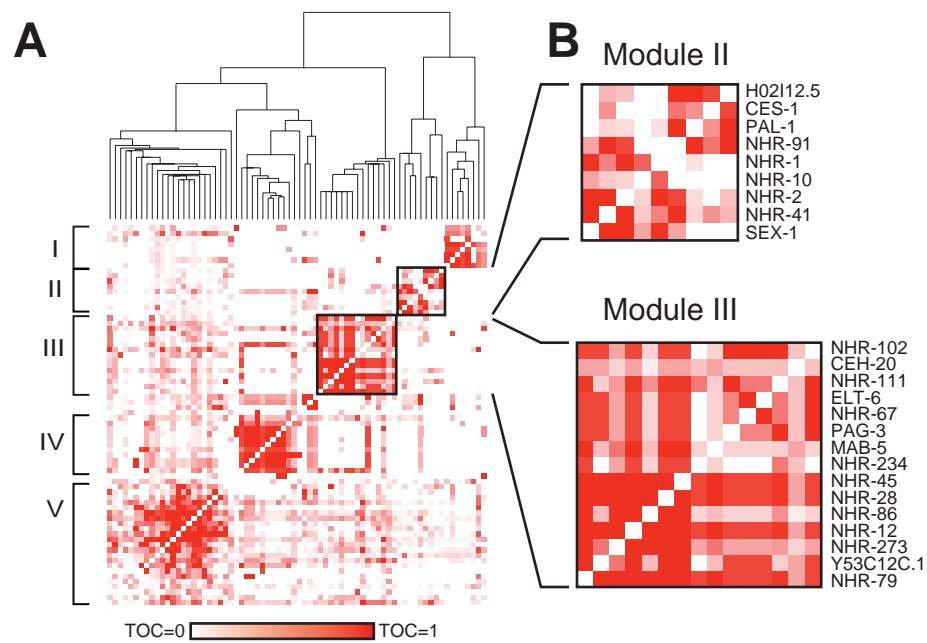 A
B
Module II
H02I12.5
CES-1
PAL-1
NHR-91
NHR-1
NHR-10
NHR-2
NHR-41
SEX-1
I
II
III
IV
V
Module III
NHR-102
CEH-20
NHR-111
ELT-6
NHR-67
PAG-3
MAB-5
NHR-234
NHR-45
NHR-28
NHR-86
NHR-12
NHR-273
Y53C12C.1
NHR-79
TOC=0 TOC=1